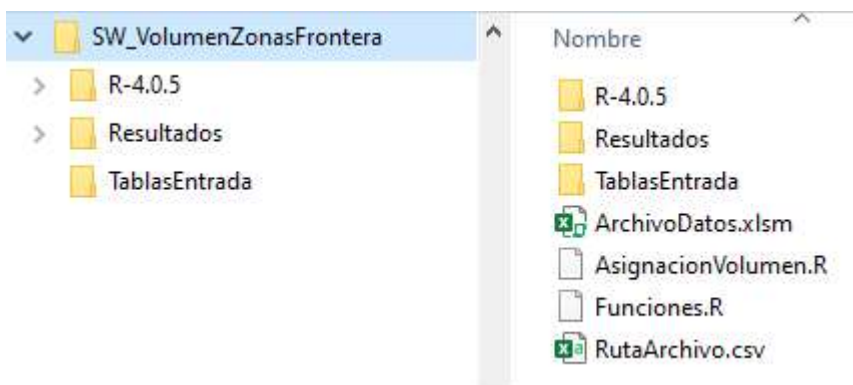 SW_VolumenZonasFrontera
R-4.0.5
Resultados
TablasEntrada
Nombre
R-4.0.5
Resultados
TablasEntrada
ArchivoDatos.xlsm
AsignacionVolumen.R
Funciones.R
RutaArchivo.csv